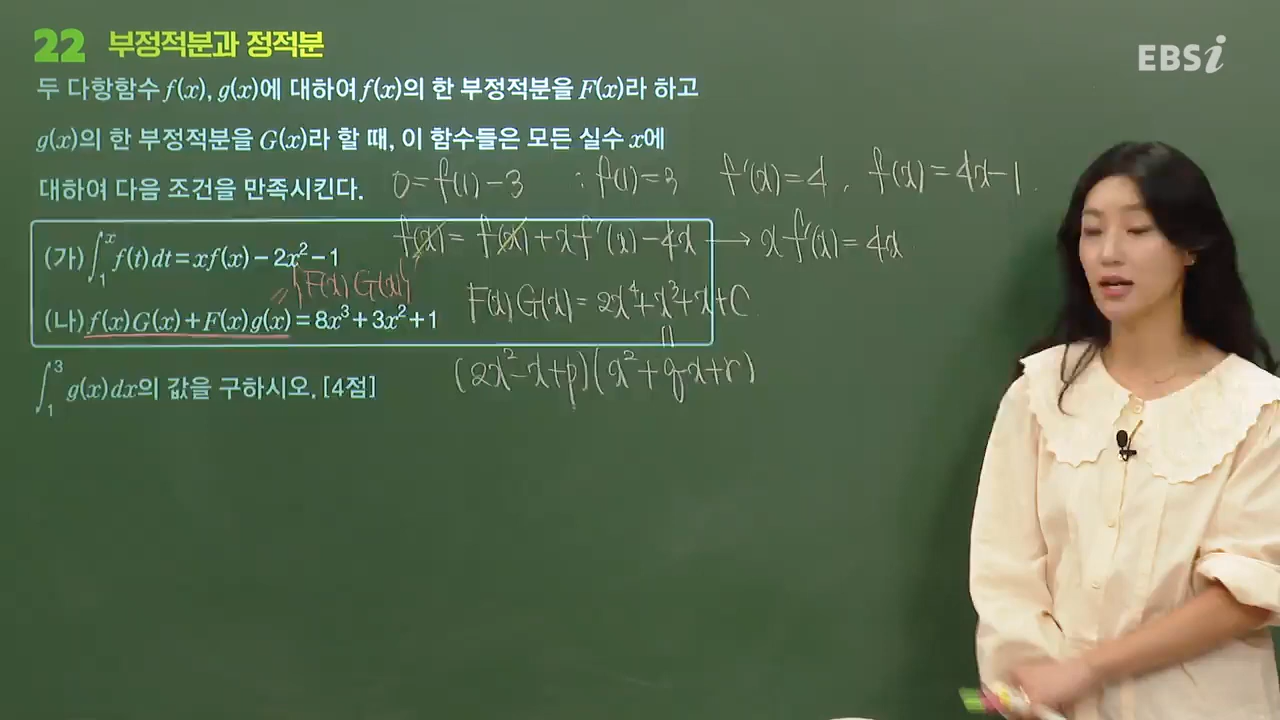 22 부정적분과 정적분
EBSi
두 다항함수 f(x), g(x)에 대하여 f(x)의 한 부정적분을 F(x)라 하고
g(x)의 한 부정적분을 G(x)라 할 때, 이 함수들은 모든 실수 x에
대하여 다음 조건을 만족시킨다.
0=f(1)-3 ∴f(1)=3 f'(x)=4, f(x)=4x-1
f(x)=f(x)+xf'(x)-4x → xf'(x)=4x
(가) ∫₁ˣ f(t)dt=xf(x)-2x²-1
{F(x)G(x)}'
F(x)G(x)=2x⁴+x³+x+C
(나) f(x)G(x)+F(x)g(x)=8x³+3x²+1
(2x²-x+p)(x²+qx+r)
∫₁³ g(x)dx의 값을 구하시오. [4점]